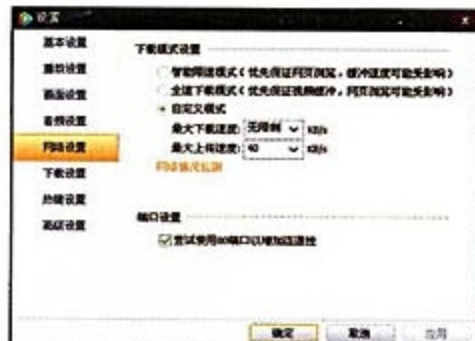 设置
基本设置
播放设置
画面设置
音频设置
网络设置
下载设置
热键设置
高级设置
下载模式设置
智能限速模式(优先保证网页浏览,缓冲速度可能受影响)
全速下载模式(优先保证视频缓冲,网页浏览可能受影响)
自定义模式
最大下载速度: 无限制 KB/s
最大上传速度: 40 KB/s
网络情况检测
端口设置
尝试使用80端口以增加连通性
确定 取消 应用